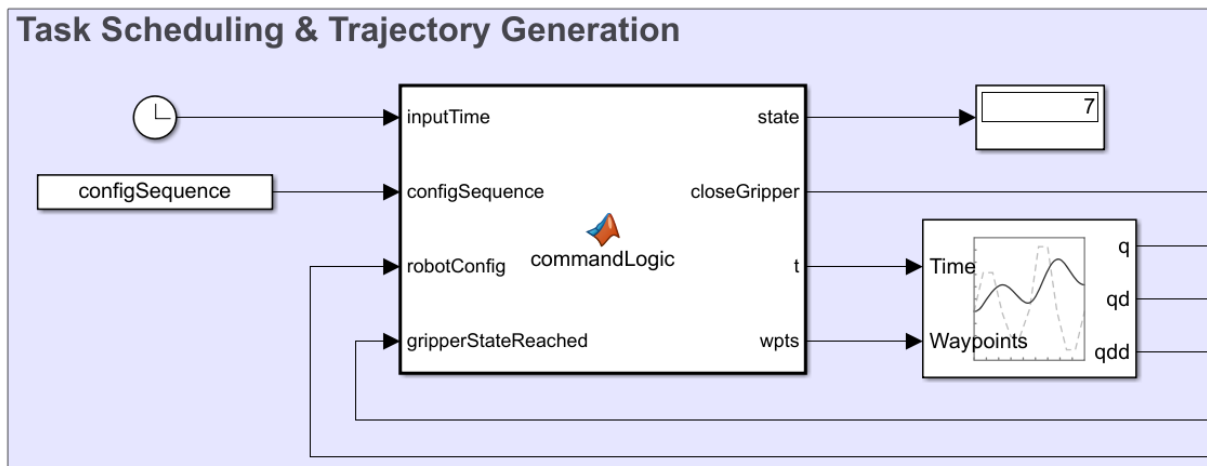 Task Scheduling & Trajectory Generation
inputTime
state
7
configSequence
configSequence
closeGripper
commandLogic
robotConfig
t
Time
q
qd
gripperStateReached
wpts
Waypoints
qdd